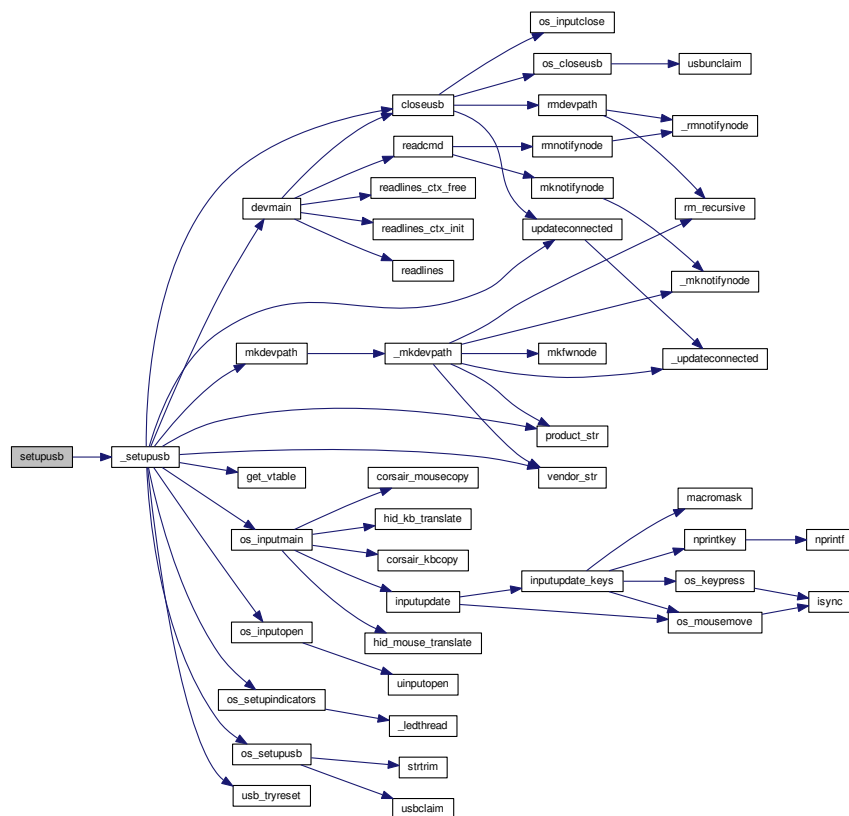 os_inputclose
os_closeusb
usbunclaim
closeusb
rmdevpath
_rmnotifynode
readcmd
rmnotifynode
readlines_ctx_free
mknotifynode
devmain
rm_recursive
readlines_ctx_init
updateconnected
readlines
_mknotifynode
mkdevpath
_mkdevpath
mkfwnode
_updateconnected
product_str
setupusb
_setupusb
get_vtable
corsair_mousecopy
vendor_str
macromask
hid_kb_translate
os_inputmain
nprintkey
nprintf
corsair_kbcopy
inputupdate_keys
os_keypress
inputupdate
isync
os_mousemove
os_inputopen
hid_mouse_translate
uinputopen
os_setupindicators
_ledthread
os_setupusb
strtrim
usb_tryreset
usbclaim